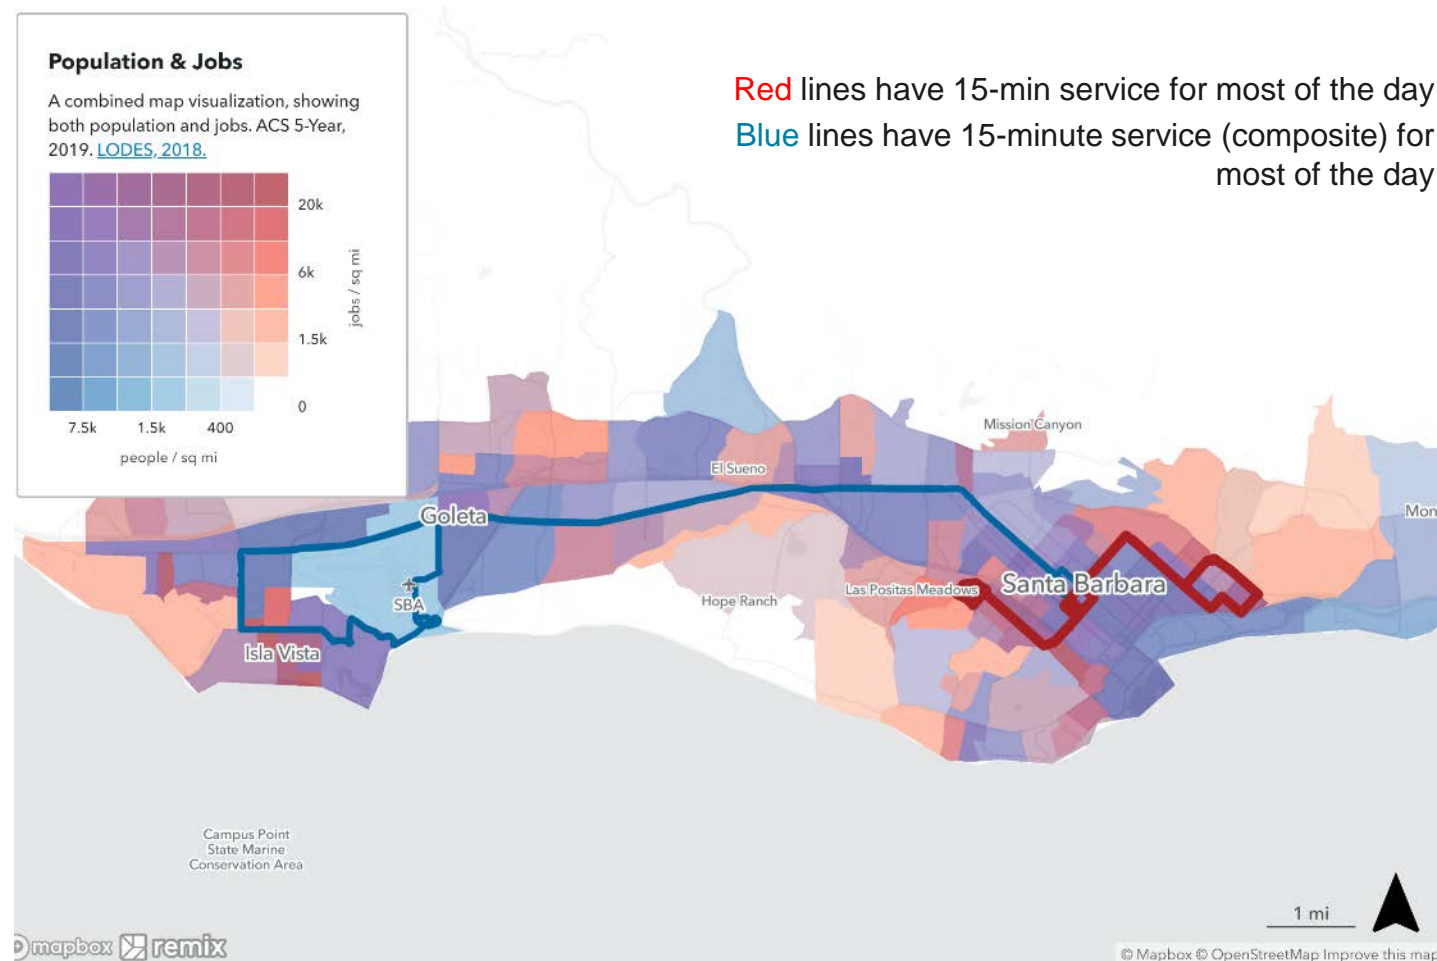 Population & Jobs
A combined map visualization, showing
both population and jobs. ACS 5-Year,
2019. LODES, 2018.
20k
6k
1.5k
0
jobs / sq mi
7.5k 1.5k 400
people / sq mi
Red lines have 15-min service for most of the day
Blue lines have 15-minute service (composite) for
most of the day
Mission Canyon
El Sueno
Goleta
Mon
SBA
Hope Ranch
Las Positas Meadows
Santa Barbara
Isla Vista
Campus Point
State Marine
Conservation Area
1 mi
mapbox remix
© Mapbox © OpenStreetMap Improve this map